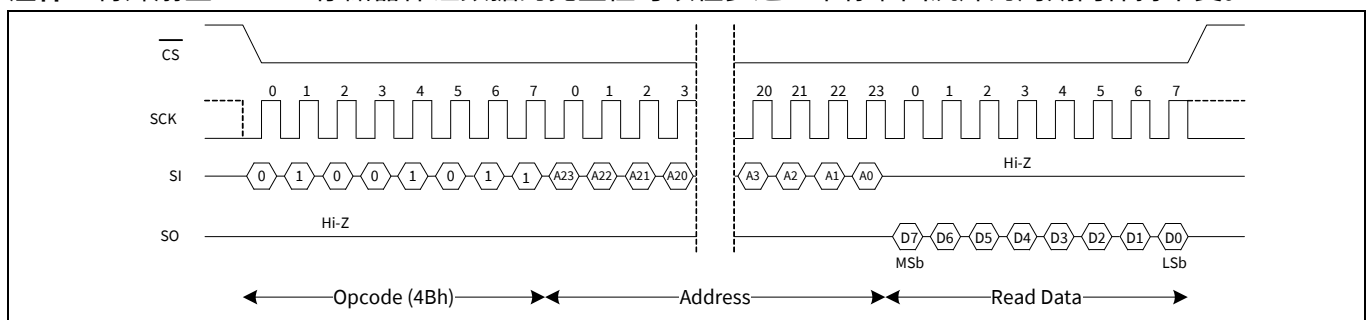 CS
0 1 2 3 4 5 6 7 0 1 2 3 20 21 22 23 0 1 2 3 4 5 6 7
SCK
Hi-Z
SI 0 1 0 0 1 0 1 1 A23 A22 A21 A20 A3 A2 A1 A0
Hi-Z
SO D7 D6 D5 D4 D3 D2 D1 D0
MSb LSb
Opcode (4Bh) Address Read Data